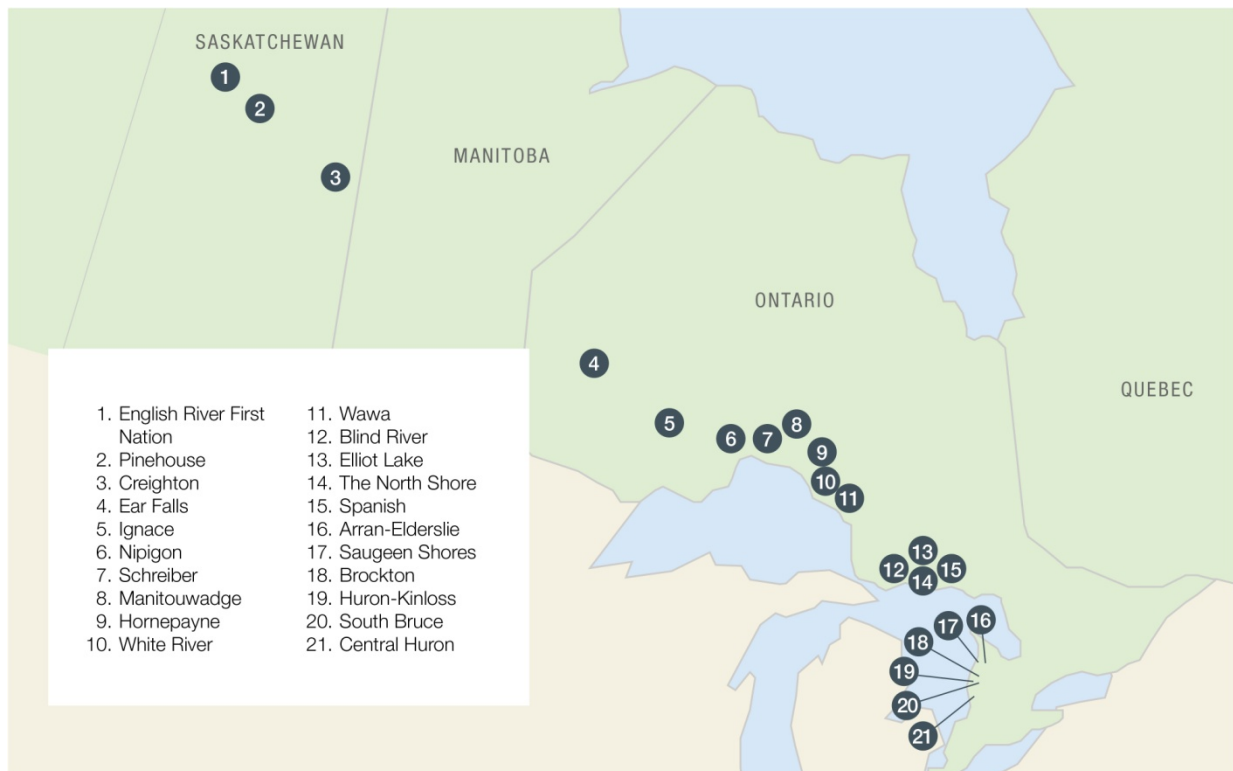 SASKATCHEWAN
1
2
3
MANITOBA
ONTARIO
QUEBEC
4
5
6
7
8
9
10
11
12
13
14
15
16
17
18
19
20
21
1. English River First
Nation
2. Pinehouse
3. Creighton
4. Ear Falls
5. Ignace
6. Nipigon
7. Schreiber
8. Manitouwadge
9. Hornepayne
10. White River
11. Wawa
12. Blind River
13. Elliot Lake
14. The North Shore
15. Spanish
16. Arran-Elderslie
17. Saugeen Shores
18. Brockton
19. Huron-Kinloss
20. South Bruce
21. Central Huron